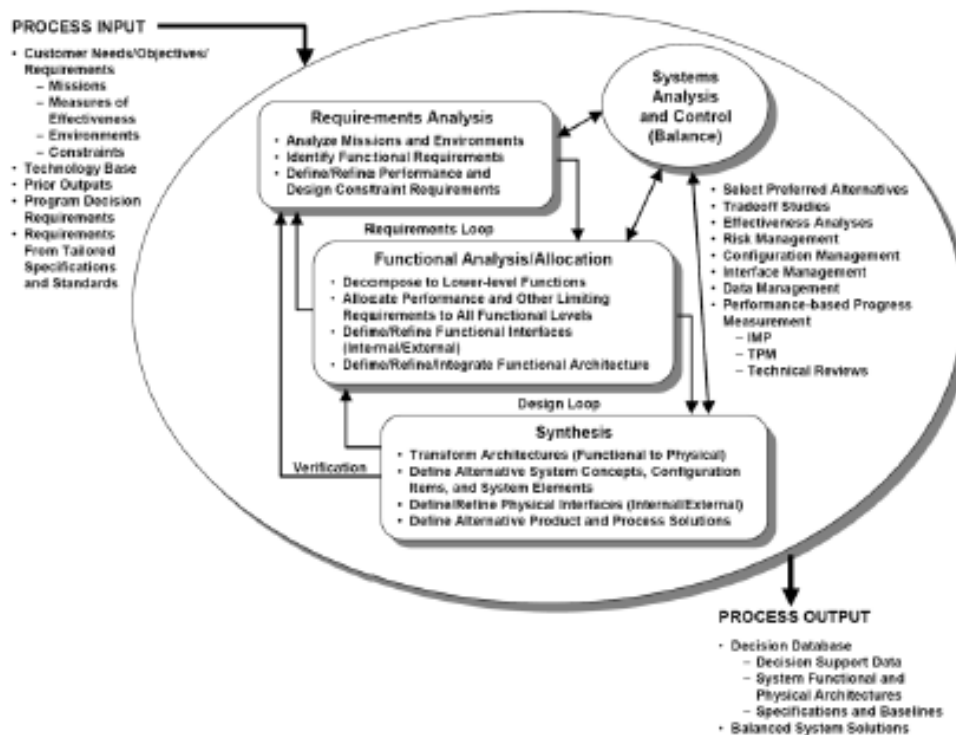 PROCESS INPUT
• Customer Needs/Objectives/
Requirements
– Missions
– Measures of
Effectiveness
– Environments
– Constraints
• Technology Base
• Prior Outputs
• Program Decision
Requirements
• Requirements
From Tailored
Specifications
and Standards
Systems
Analysis
and Control
(Balance)
Requirements Analysis
• Analyze Missions and Environments
• Identify Functional Requirements
• Define/Refine Performance and
Design Constraint Requirements
• Select Preferred Alternatives
• Tradeoff Studies
• Effectiveness Analyses
• Risk Management
• Configuration Management
• Interface Management
• Data Management
• Performance-based Progress
Measurement
– IMP
– TPM
– Technical Reviews
Requirements Loop
Functional Analysis/Allocation
• Decompose to Lower-level Functions
• Allocate Performance and Other Limiting
Requirements to All Functional Levels
• Define/Refine Functional Interfaces
(Internal/External)
• Define/Refine/Integrate Functional Architecture
Design Loop
Synthesis
• Transform Architectures (Functional to Physical)
• Define Alternative System Concepts, Configuration
Items, and System Elements
• Define/Refine Physical Interfaces (Internal/External)
• Define Alternative Product and Process Solutions
Verification
PROCESS OUTPUT
• Decision Database
– Decision Support Data
– System Functional and
Physical Architectures
– Specifications and Baselines
• Balanced System Solutions